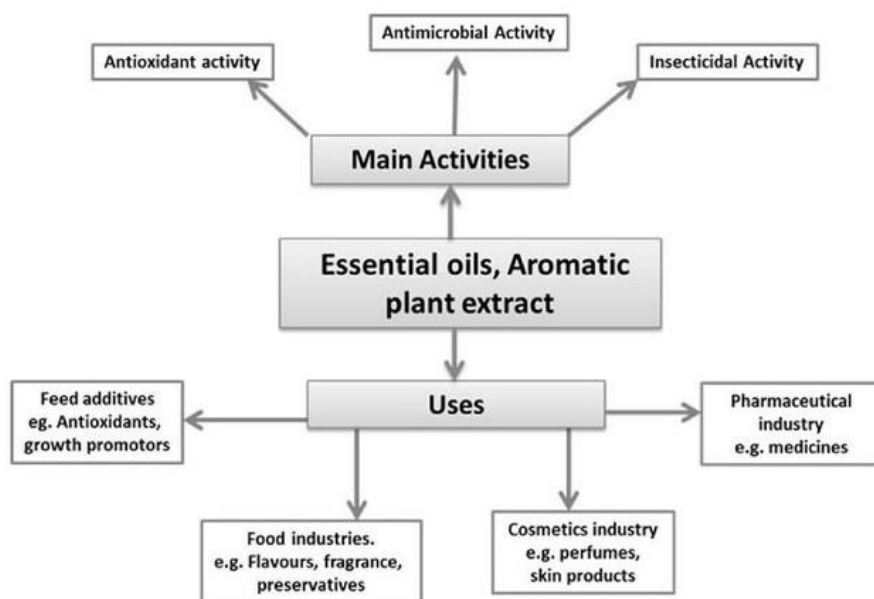 Antimicrobial Activity
Antioxidant activity
Insecticidal Activity
Main Activities
Essential oils, Aromatic
plant extract
Uses
Feed additives
eg. Antioxidants,
growth promotors
Pharmaceutical
industry
e.g. medicines
Food industries.
e.g. Flavours, fragrance,
preservatives
Cosmetics industry
e.g. perfumes,
skin products